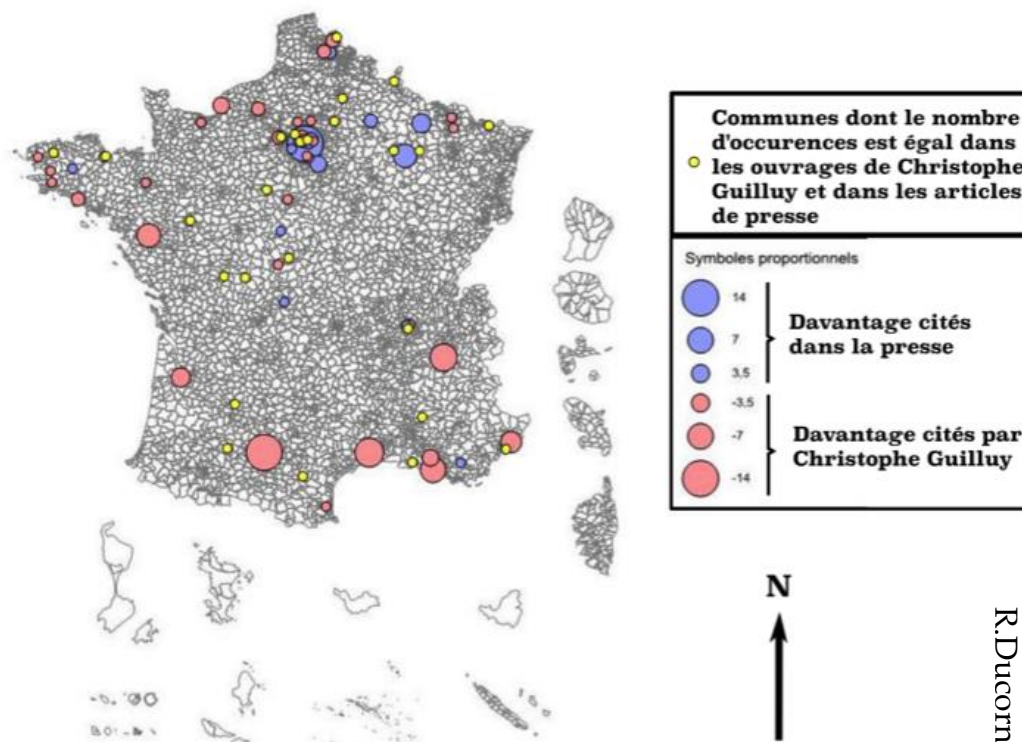 Communes dont le nombre
d'occurences est égal dans
les ouvrages de Christophe
Guilluy et dans les articles
de presse
Symboles proportionnels
14
7
3,5
Davantage cités
dans la presse
-3.5
-7
-14
Davantage cités par
Christophe Guilluy
N
R.Ducorn